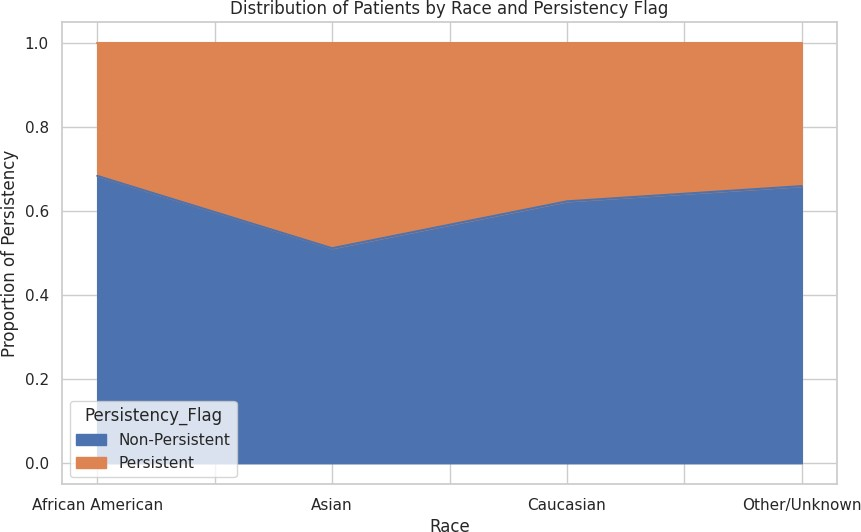 Distribution of Patients by Race and Persistency Flag
Proportion of Persistency
1.0
0.8
0.6
0.4
0.2
0.0
Persistency_Flag
Non-Persistent
Persistent
African American
Asian
Caucasian
Other/Unknown
Race